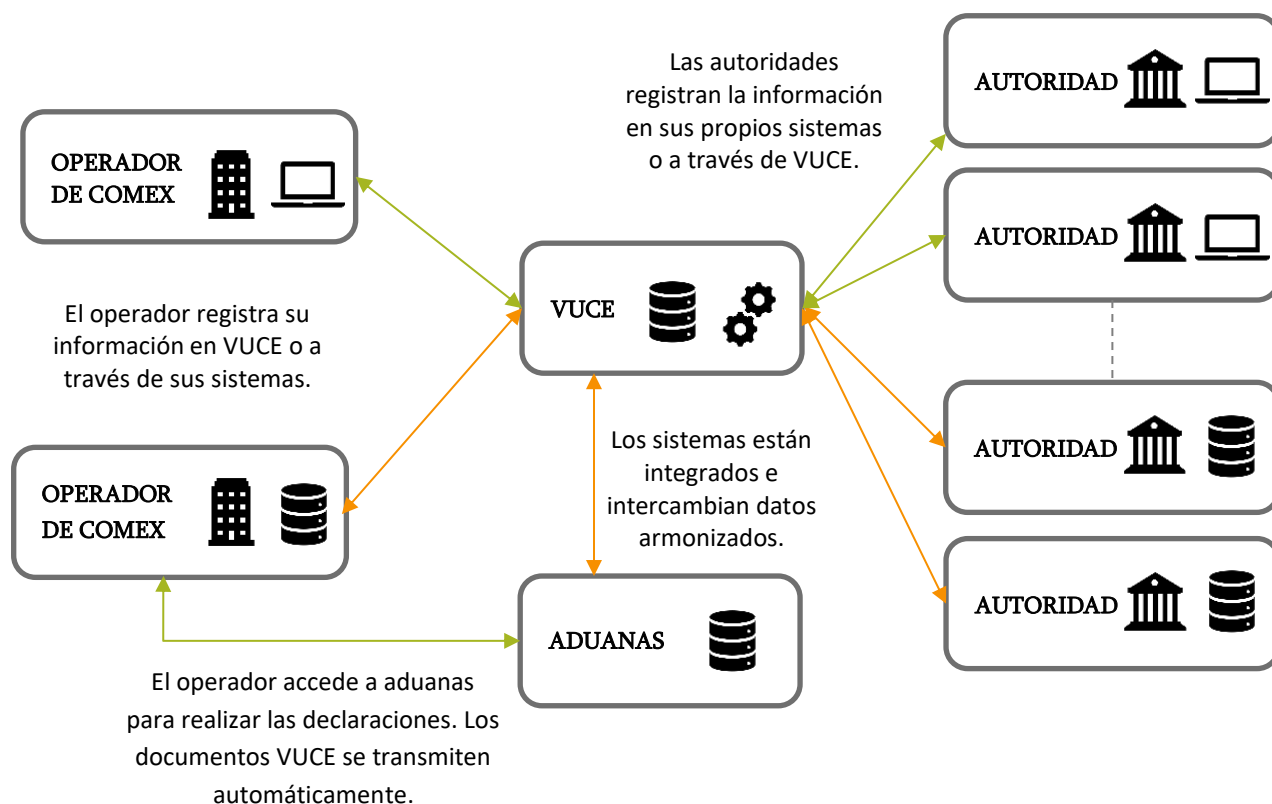 Las autoridades
registran la información
en sus propios sistemas
o a través de VUCE.
AUTORIDAD
OPERADOR
DE COMEX
AUTORIDAD
VUCE
El operador registra su
información en VUCE o a
través de sus sistemas.
AUTORIDAD
Los sistemas están
integrados e
intercambian datos
armonizados.
OPERADOR
DE COMEX
AUTORIDAD
ADUANAS
El operador accede a aduanas
para realizar las declaraciones. Los
documentos VUCE se transmiten
automáticamente.